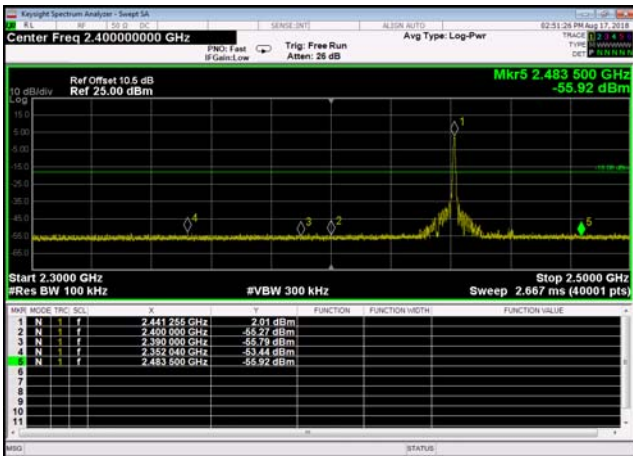 Keysight Spectrum Analyzer - Swept SA
RL RF 50 Ω DC SENSE:INT ALIGN AUTO 02:51:26 PM Aug 17, 2018
Center Freq 2.400000000 GHz
PNO: Fast
IFGain:Low
Trig: Free Run
Atten: 26 dB
Avg Type: Log-Pwr
TRACE 1 2 3 4 5 6
TYPE
DET P N N N N N
Mkr5 2.483 500 GHz
-55.92 dBm
Ref Offset 10.5 dB
10 dB/div Ref 25.00 dBm
Log
15.0
5.00
-5.00
-15.0
-25.0
-35.0
-45.0
-55.0
-65.0
1
4
3
2
5
Start 2.3000 GHz Stop 2.5000 GHz
#Res BW 100 kHz #VBW 300 kHz Sweep 2.667 ms (40001 pts)
MKR MODE TRC SCL X Y FUNCTION FUNCTION WIDTH FUNCTION VALUE
1 N 1 f 2.441 255 GHz 2.01 dBm
2 N 1 f 2.400 000 GHz -55.27 dBm
3 N 1 f 2.390 000 GHz -55.79 dBm
4 N 1 f 2.352 040 GHz -53.44 dBm
5 N 1 f 2.483 500 GHz -55.92 dBm
6
7
8
9
10
11
MSG STATUS